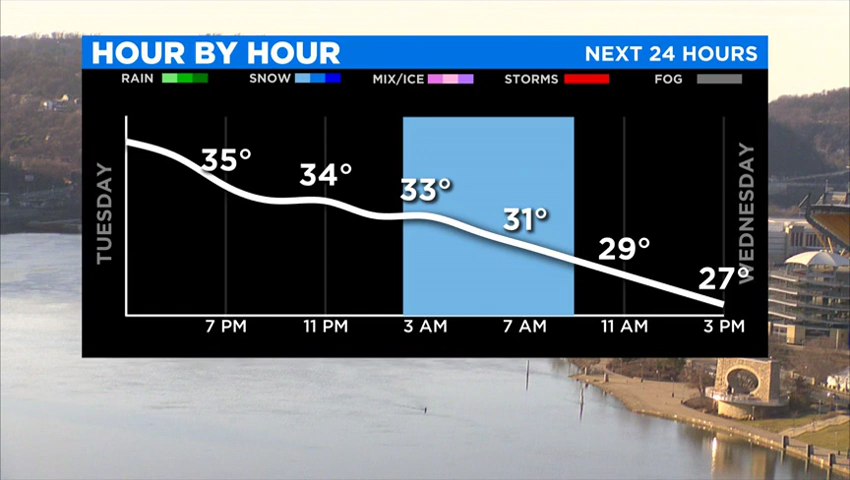 HOUR BY HOUR
NEXT 24 HOURS
RAIN SNOW MIX/ICE STORMS FOG
TUESDAY
35° 34° 33° 31° 29° 27°
WEDNESDAY
7 PM 11 PM 3 AM 7 AM 11 AM 3 PM